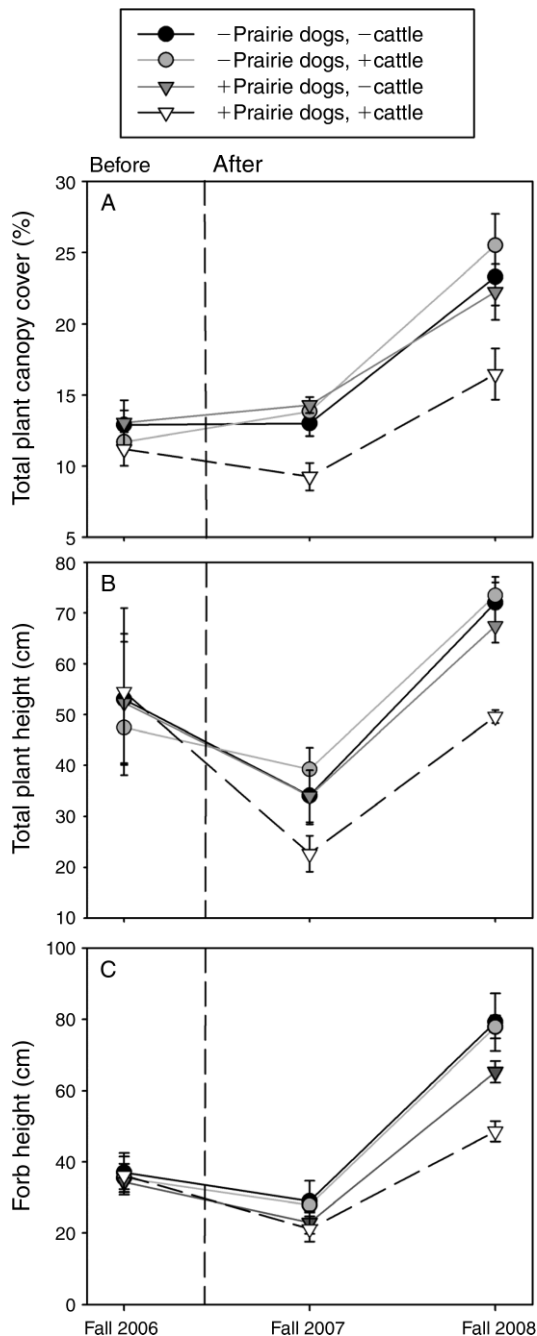 −Prairie dogs, −cattle
−Prairie dogs, +cattle
+Prairie dogs, −cattle
+Prairie dogs, +cattle
Before After
A
30
25
20
15
10
5
Total plant canopy cover (%)
B
80
70
60
50
40
30
20
10
Total plant height (cm)
C
100
80
60
40
20
0
Forb height (cm)
Fall 2006 Fall 2007 Fall 2008